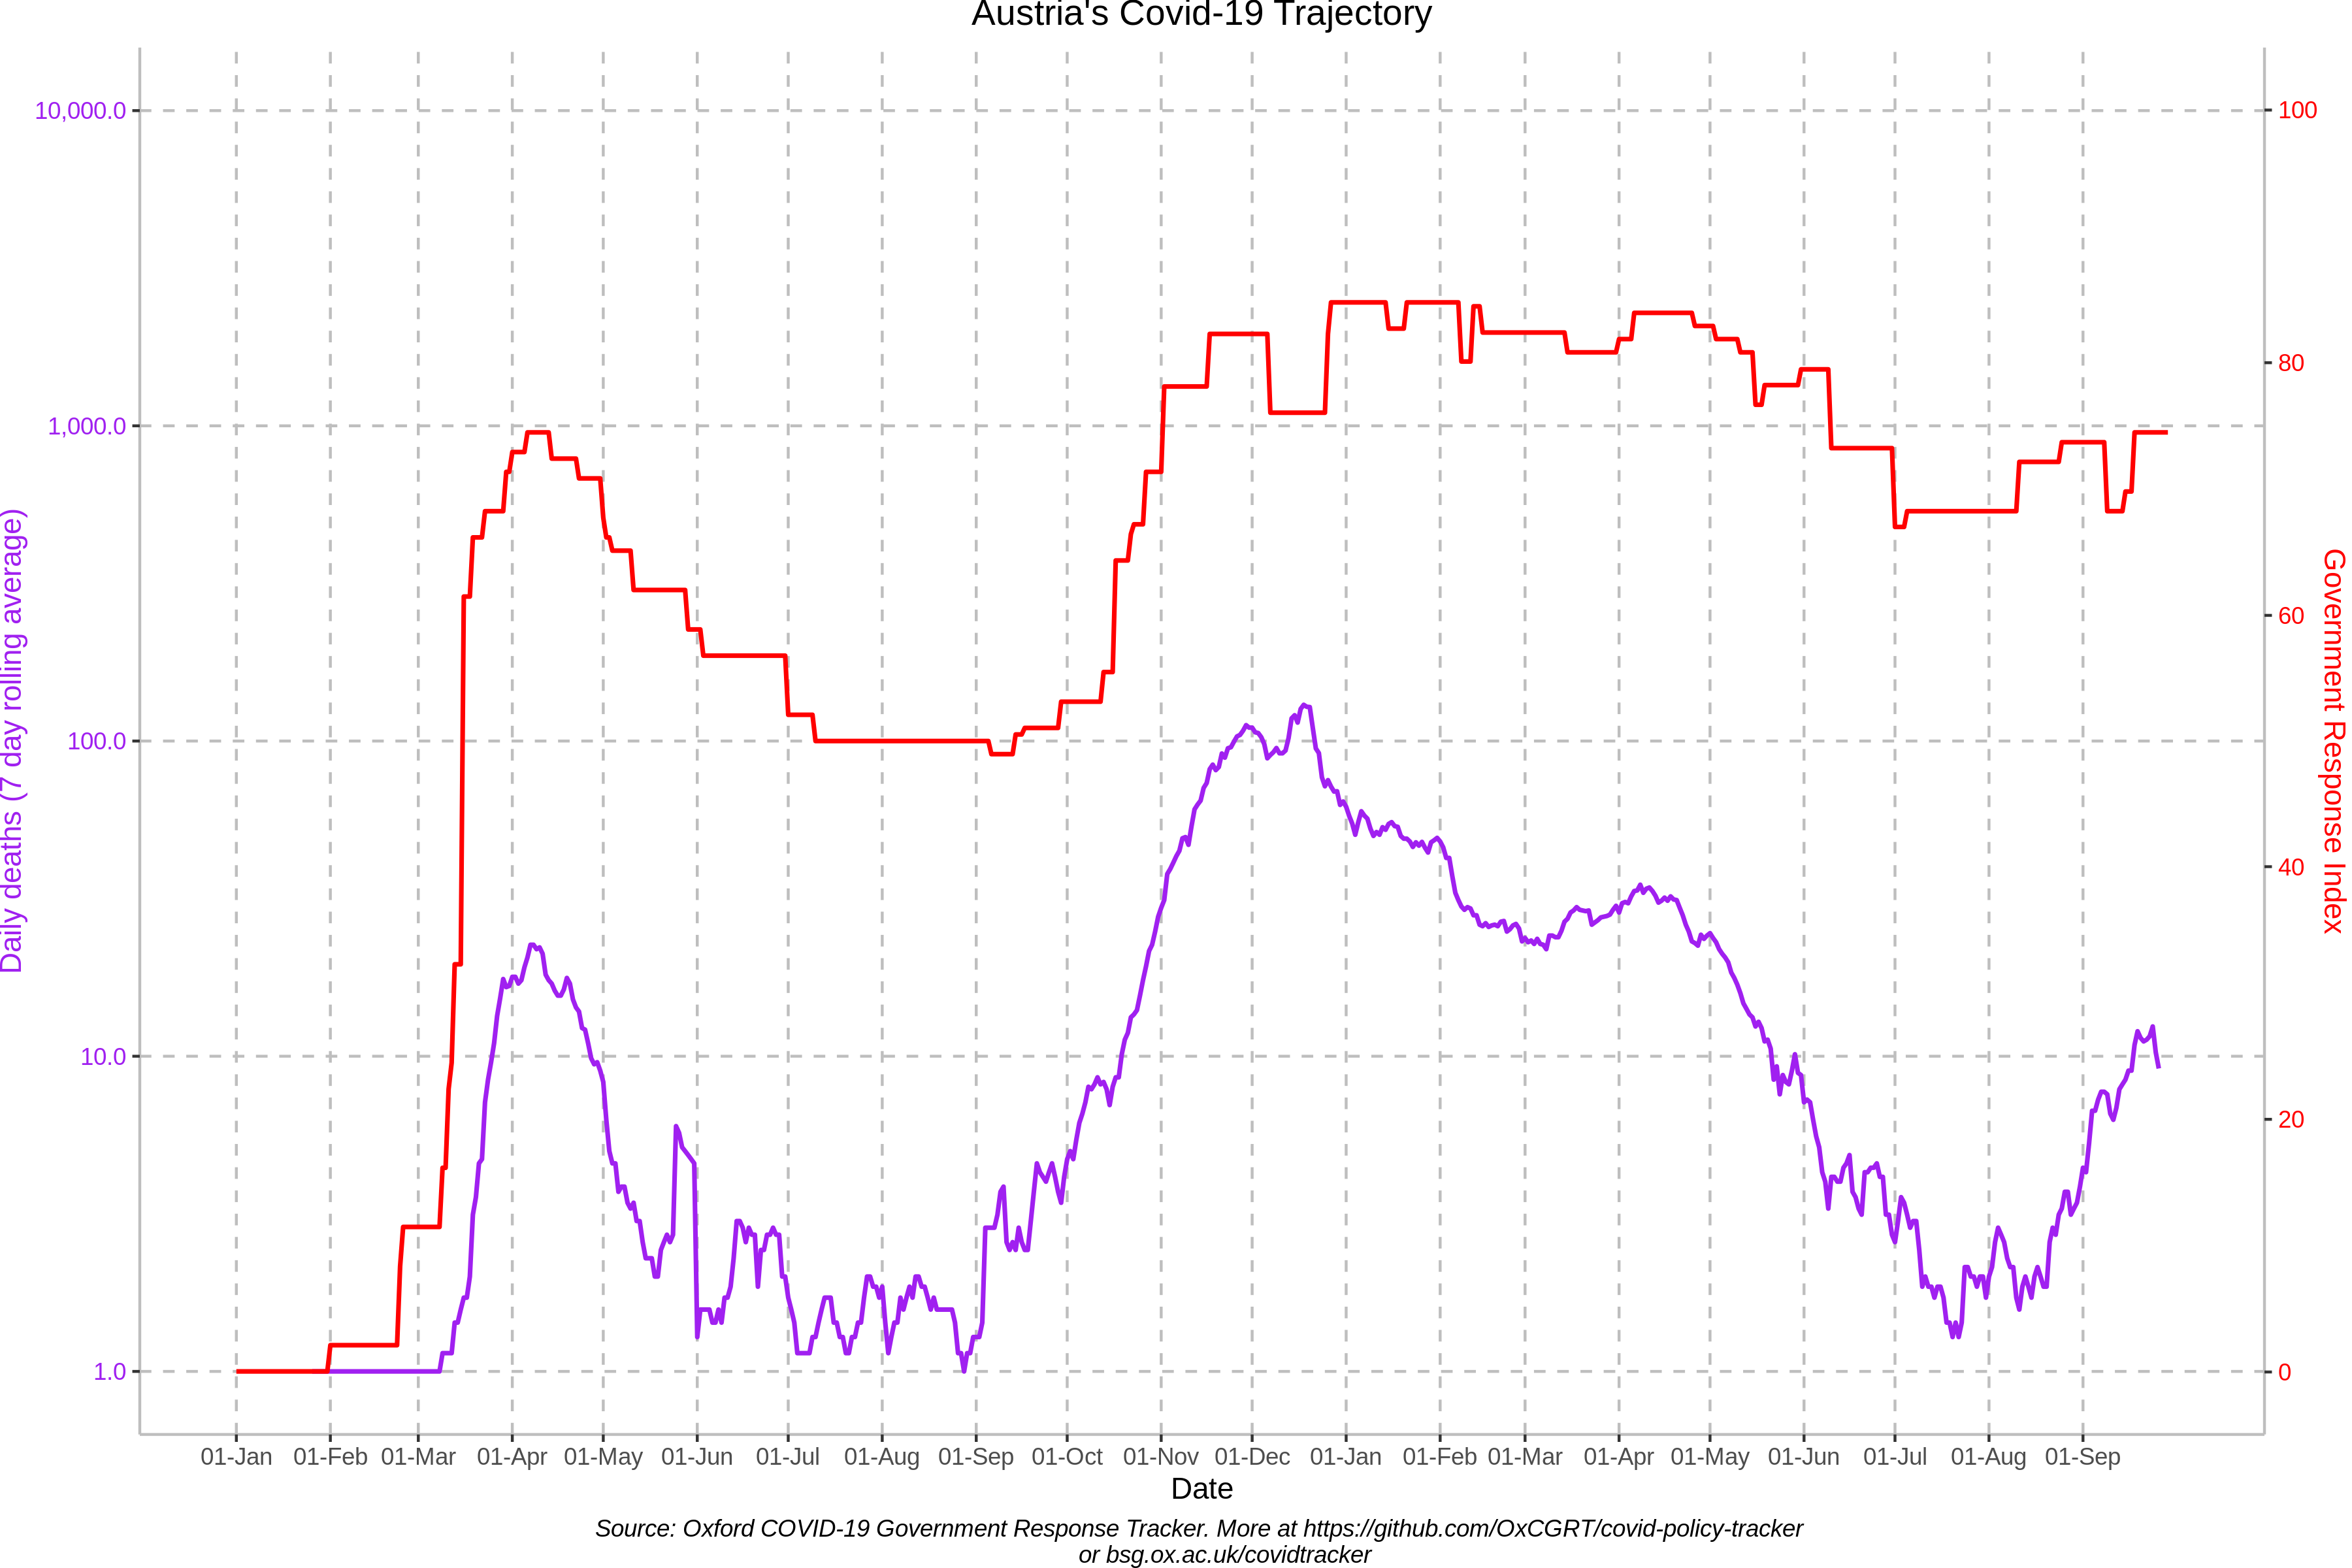 Austria's Covid-19 Trajectory
10,000.0
1,000.0
100.0
10.0
1.0
Daily deaths (7 day rolling average)
100
80
60
40
20
0
Government Response Index
01-Jan 01-Feb 01-Mar 01-Apr 01-May 01-Jun 01-Jul 01-Aug 01-Sep 01-Oct 01-Nov 01-Dec 01-Jan 01-Feb 01-Mar 01-Apr 01-May 01-Jun 01-Jul 01-Aug 01-Sep
Date
Source: Oxford COVID-19 Government Response Tracker. More at https://github.com/OxCGRT/covid-policy-tracker
or bsg.ox.ac.uk/covidtracker